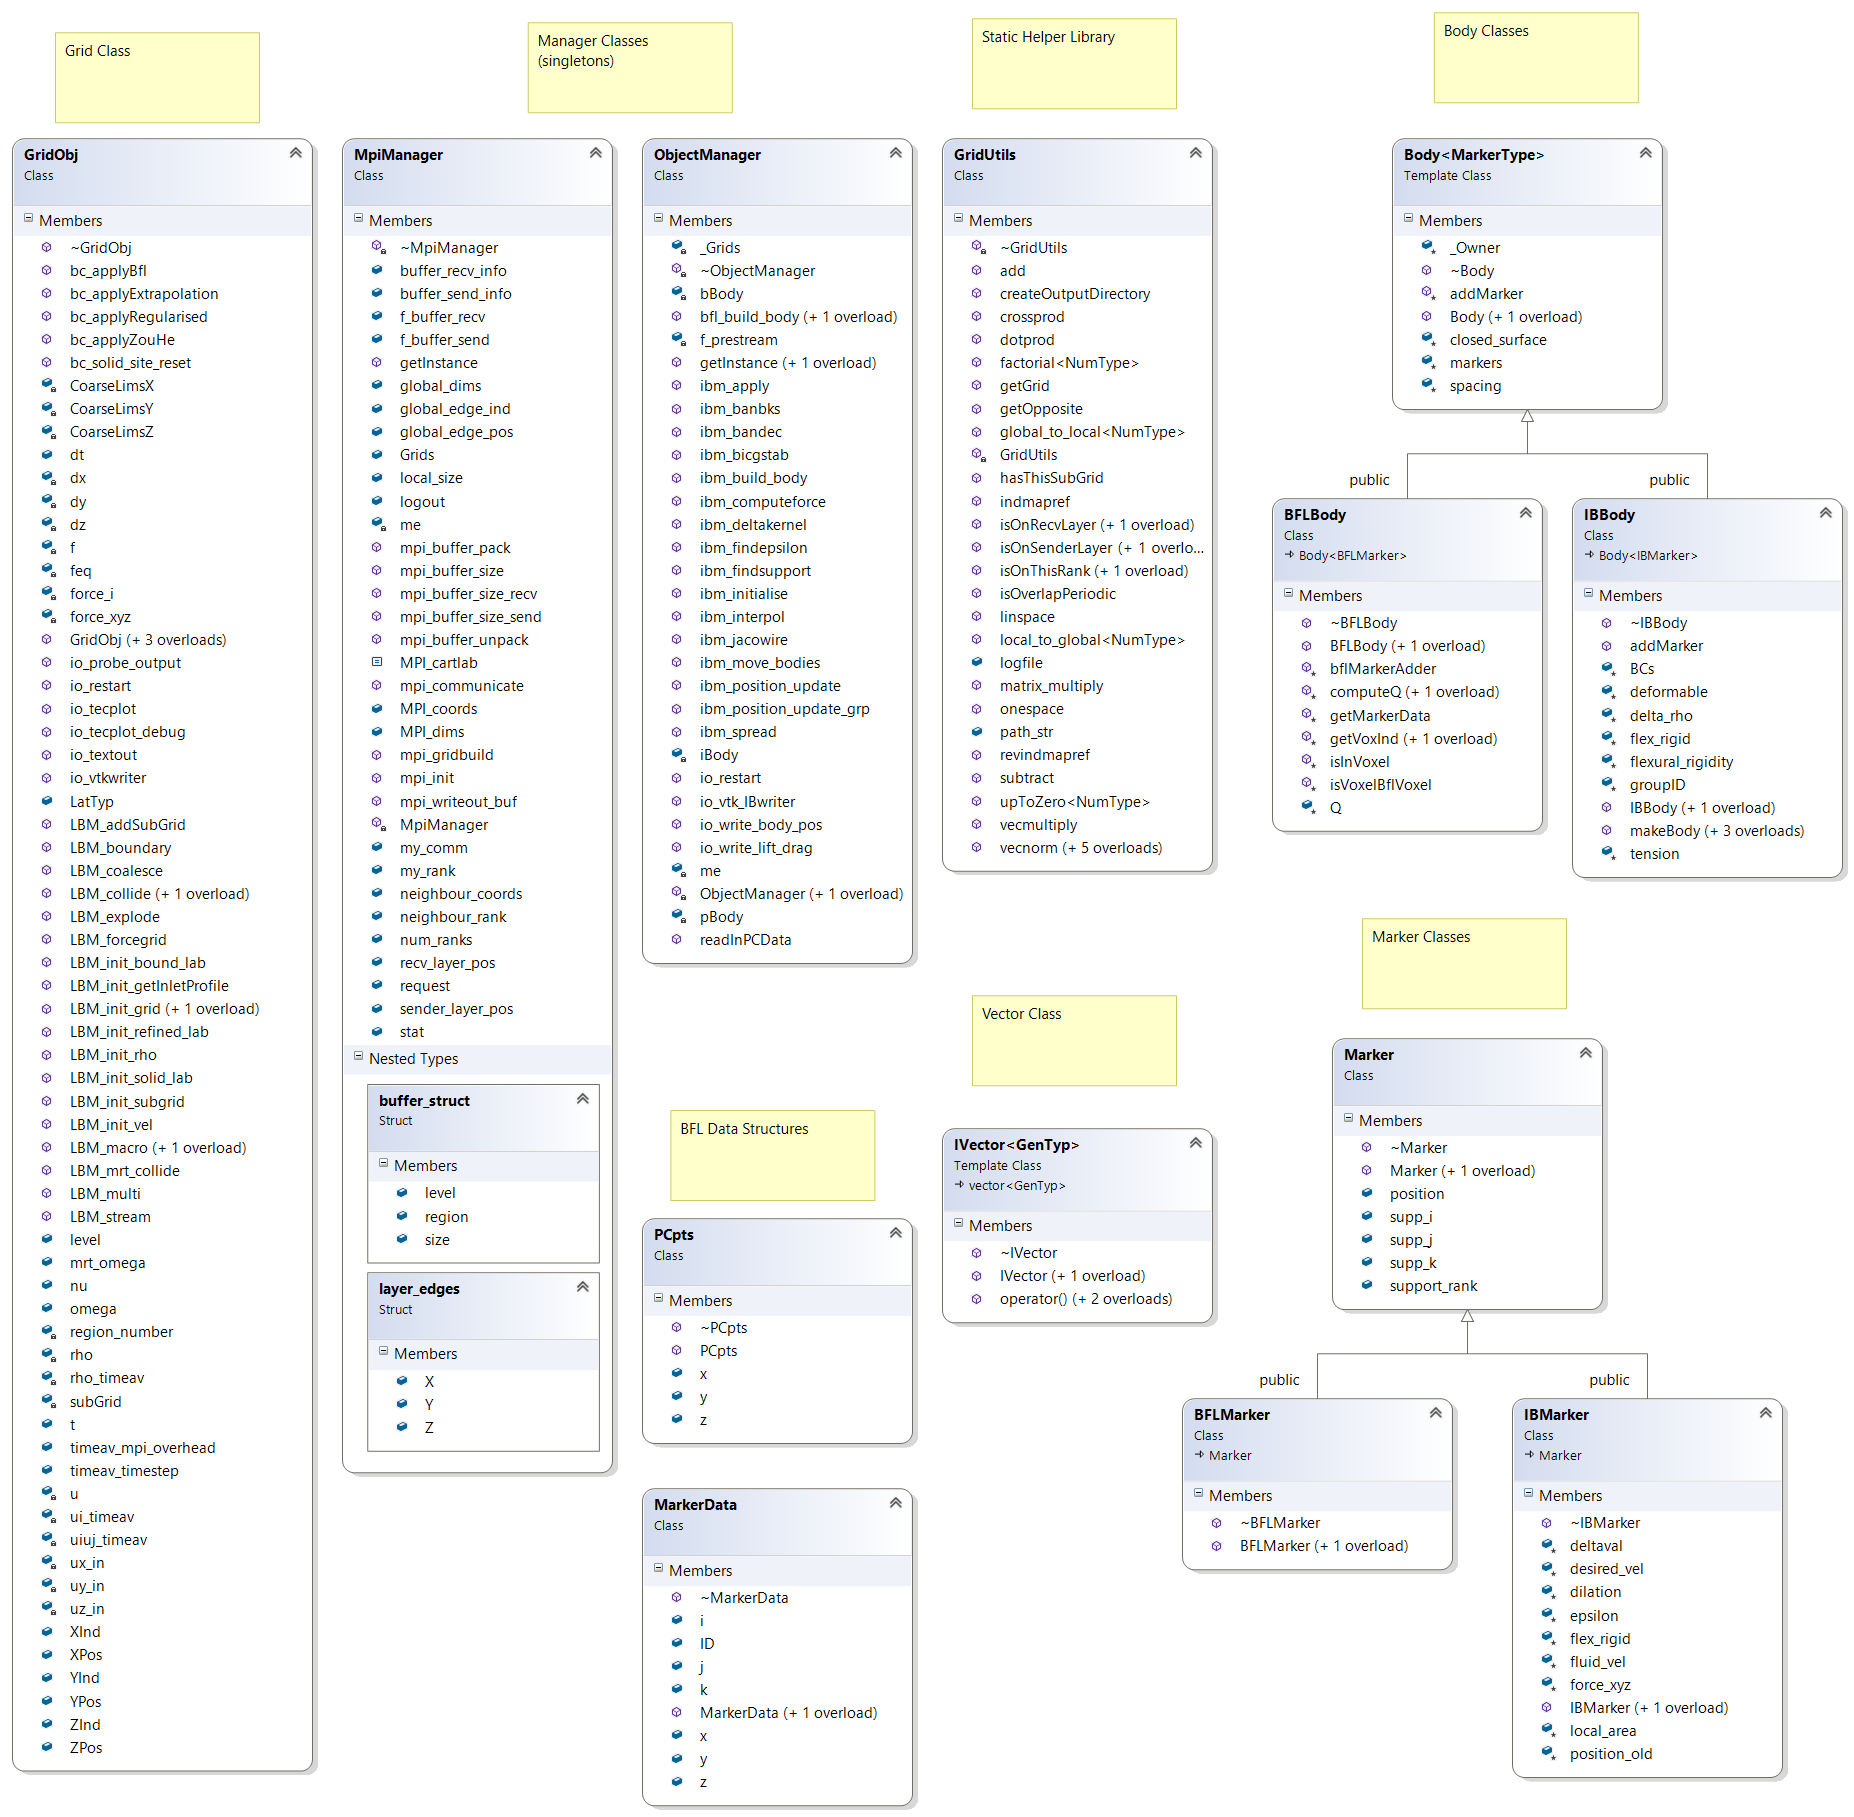 Grid Class
Manager Classes
(singletons)
Static Helper Library
Body Classes
GridObj
Class
Members
~GridObj
bc_applyBfl
bc_applyExtrapolation
bc_applyRegularised
bc_applyZouHe
bc_solid_site_reset
CoarseLimsX
CoarseLimsY
CoarseLimsZ
dt
dx
dy
dz
f
feq
force_i
force_xyz
GridObj (+ 3 overloads)
io_probe_output
io_restart
io_tecplot
io_tecplot_debug
io_textout
io_vtkwriter
LatTyp
LBM_addSubGrid
LBM_boundary
LBM_coalesce
LBM_collide (+ 1 overload)
LBM_explode
LBM_forcegrid
LBM_init_bound_lab
LBM_init_getInletProfile
LBM_init_grid (+ 1 overload)
LBM_init_refined_lab
LBM_init_rho
LBM_init_solid_lab
LBM_init_subgrid
LBM_init_vel
LBM_macro (+ 1 overload)
LBM_mrt_collide
LBM_multi
LBM_stream
level
mrt_omega
nu
omega
region_number
rho
rho_timeav
subGrid
t
timeav_mpi_overhead
timeav_timestep
u
ui_timeav
uiuj_timeav
ux_in
uy_in
uz_in
XInd
XPos
YInd
YPos
ZInd
ZPos
MpiManager
Class
Members
~MpiManager
buffer_recv_info
buffer_send_info
f_buffer_recv
f_buffer_send
getInstance
global_dims
global_edge_ind
global_edge_pos
Grids
local_size
logout
me
mpi_buffer_pack
mpi_buffer_size
mpi_buffer_size_recv
mpi_buffer_size_send
mpi_buffer_unpack
MPI_cartlab
mpi_communicate
MPI_coords
MPI_dims
mpi_gridbuild
mpi_init
mpi_writeout_buf
MpiManager
my_comm
my_rank
neighbour_coords
neighbour_rank
num_ranks
recv_layer_pos
request
sender_layer_pos
stat
Nested Types
buffer_struct
Struct
Members
level
region
size
layer_edges
Struct
Members
X
Y
Z
ObjectManager
Class
Members
_Grids
~ObjectManager
bBody
bfl_build_body (+ 1 overload)
f_prestream
getInstance (+ 1 overload)
ibm_apply
ibm_banbks
ibm_bandec
ibm_bicgstab
ibm_build_body
ibm_computeforce
ibm_deltakernel
ibm_findepsilon
ibm_findsupport
ibm_initialise
ibm_interpol
ibm_jacowire
ibm_move_bodies
ibm_position_update
ibm_position_update_grp
ibm_spread
iBody
io_restart
io_vtk_IBwriter
io_write_body_pos
io_write_lift_drag
me
ObjectManager (+ 1 overload)
pBody
readInPCData
BFL Data Structures
PCpts
Class
Members
~PCpts
PCpts
x
y
z
MarkerData
Class
Members
~MarkerData
i
ID
j
k
MarkerData (+ 1 overload)
x
y
z
GridUtils
Class
Members
~GridUtils
add
createOutputDirectory
crossprod
dotprod
factorial<NumType>
getGrid
getOpposite
global_to_local<NumType>
GridUtils
hasThisSubGrid
indmapref
isOnRecvLayer (+ 1 overload)
isOnSenderLayer (+ 1 overlo...
isOnThisRank (+ 1 overload)
isOverlapPeriodic
linspace
local_to_global<NumType>
logfile
matrix_multiply
onespace
path_str
revindmapref
subtract
upToZero<NumType>
vecmultiply
vecnorm (+ 5 overloads)
Vector Class
IVector<GenTyp>
Template Class
vector<GenTyp>
Members
~IVector
IVector (+ 1 overload)
operator() (+ 2 overloads)
Body<MarkerType>
Template Class
Members
_Owner
~Body
addMarker
Body (+ 1 overload)
closed_surface
markers
spacing
public
public
BFLBody
Class
Body<BFLMarker>
Members
~BFLBody
BFLBody (+ 1 overload)
bflMarkerAdder
computeQ (+ 1 overload)
getMarkerData
getVoxInd (+ 1 overload)
isInVoxel
isVoxelBflVoxel
Q
IBBody
Class
Body<IBMarker>
Members
~IBBody
addMarker
BCs
deformable
delta_rho
flex_rigid
flexural_rigidity
groupID
IBBody (+ 1 overload)
makeBody (+ 3 overloads)
tension
Marker Classes
Marker
Class
Members
~Marker
Marker (+ 1 overload)
position
supp_i
supp_j
supp_k
support_rank
public
public
BFLMarker
Class
Marker
Members
~BFLMarker
BFLMarker (+ 1 overload)
IBMarker
Class
Marker
Members
~IBMarker
deltaval
desired_vel
dilation
epsilon
flex_rigid
fluid_vel
force_xyz
IBMarker (+ 1 overload)
local_area
position_old